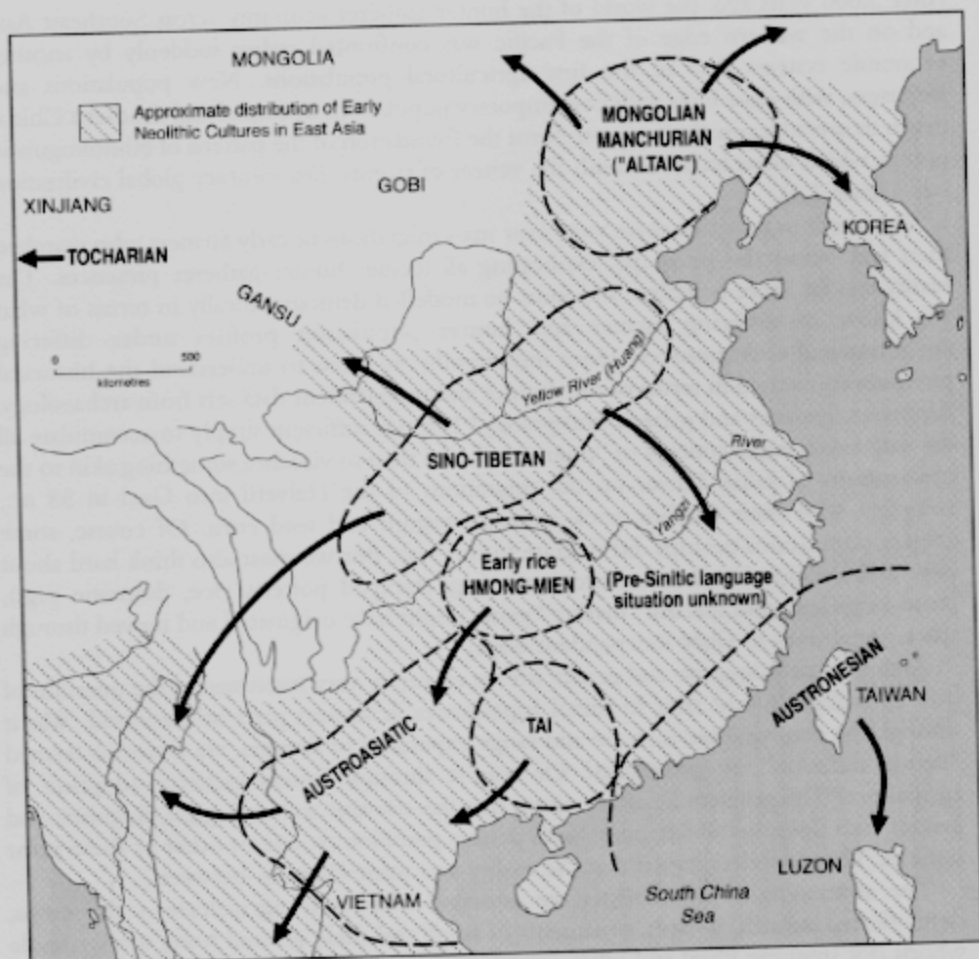 MONGOLIA
Approximate distribution of Early
Neolithic Cultures in East Asia
MONGOLIAN
MANCHURIAN
("ALTAIC")
GOBI
XINJIANG
KOREA
TOCHARIAN
GANSU
0 500
kilometres
Yellow River (Huang)
SINO-TIBETAN
River
Yangzi
Early rice
HMONG-MIEN
(Pre-Sinitic language
situation unknown)
AUSTRONESIAN
TAIWAN
AUSTROASIATIC
TAI
LUZON
VIETNAM
South China
Sea